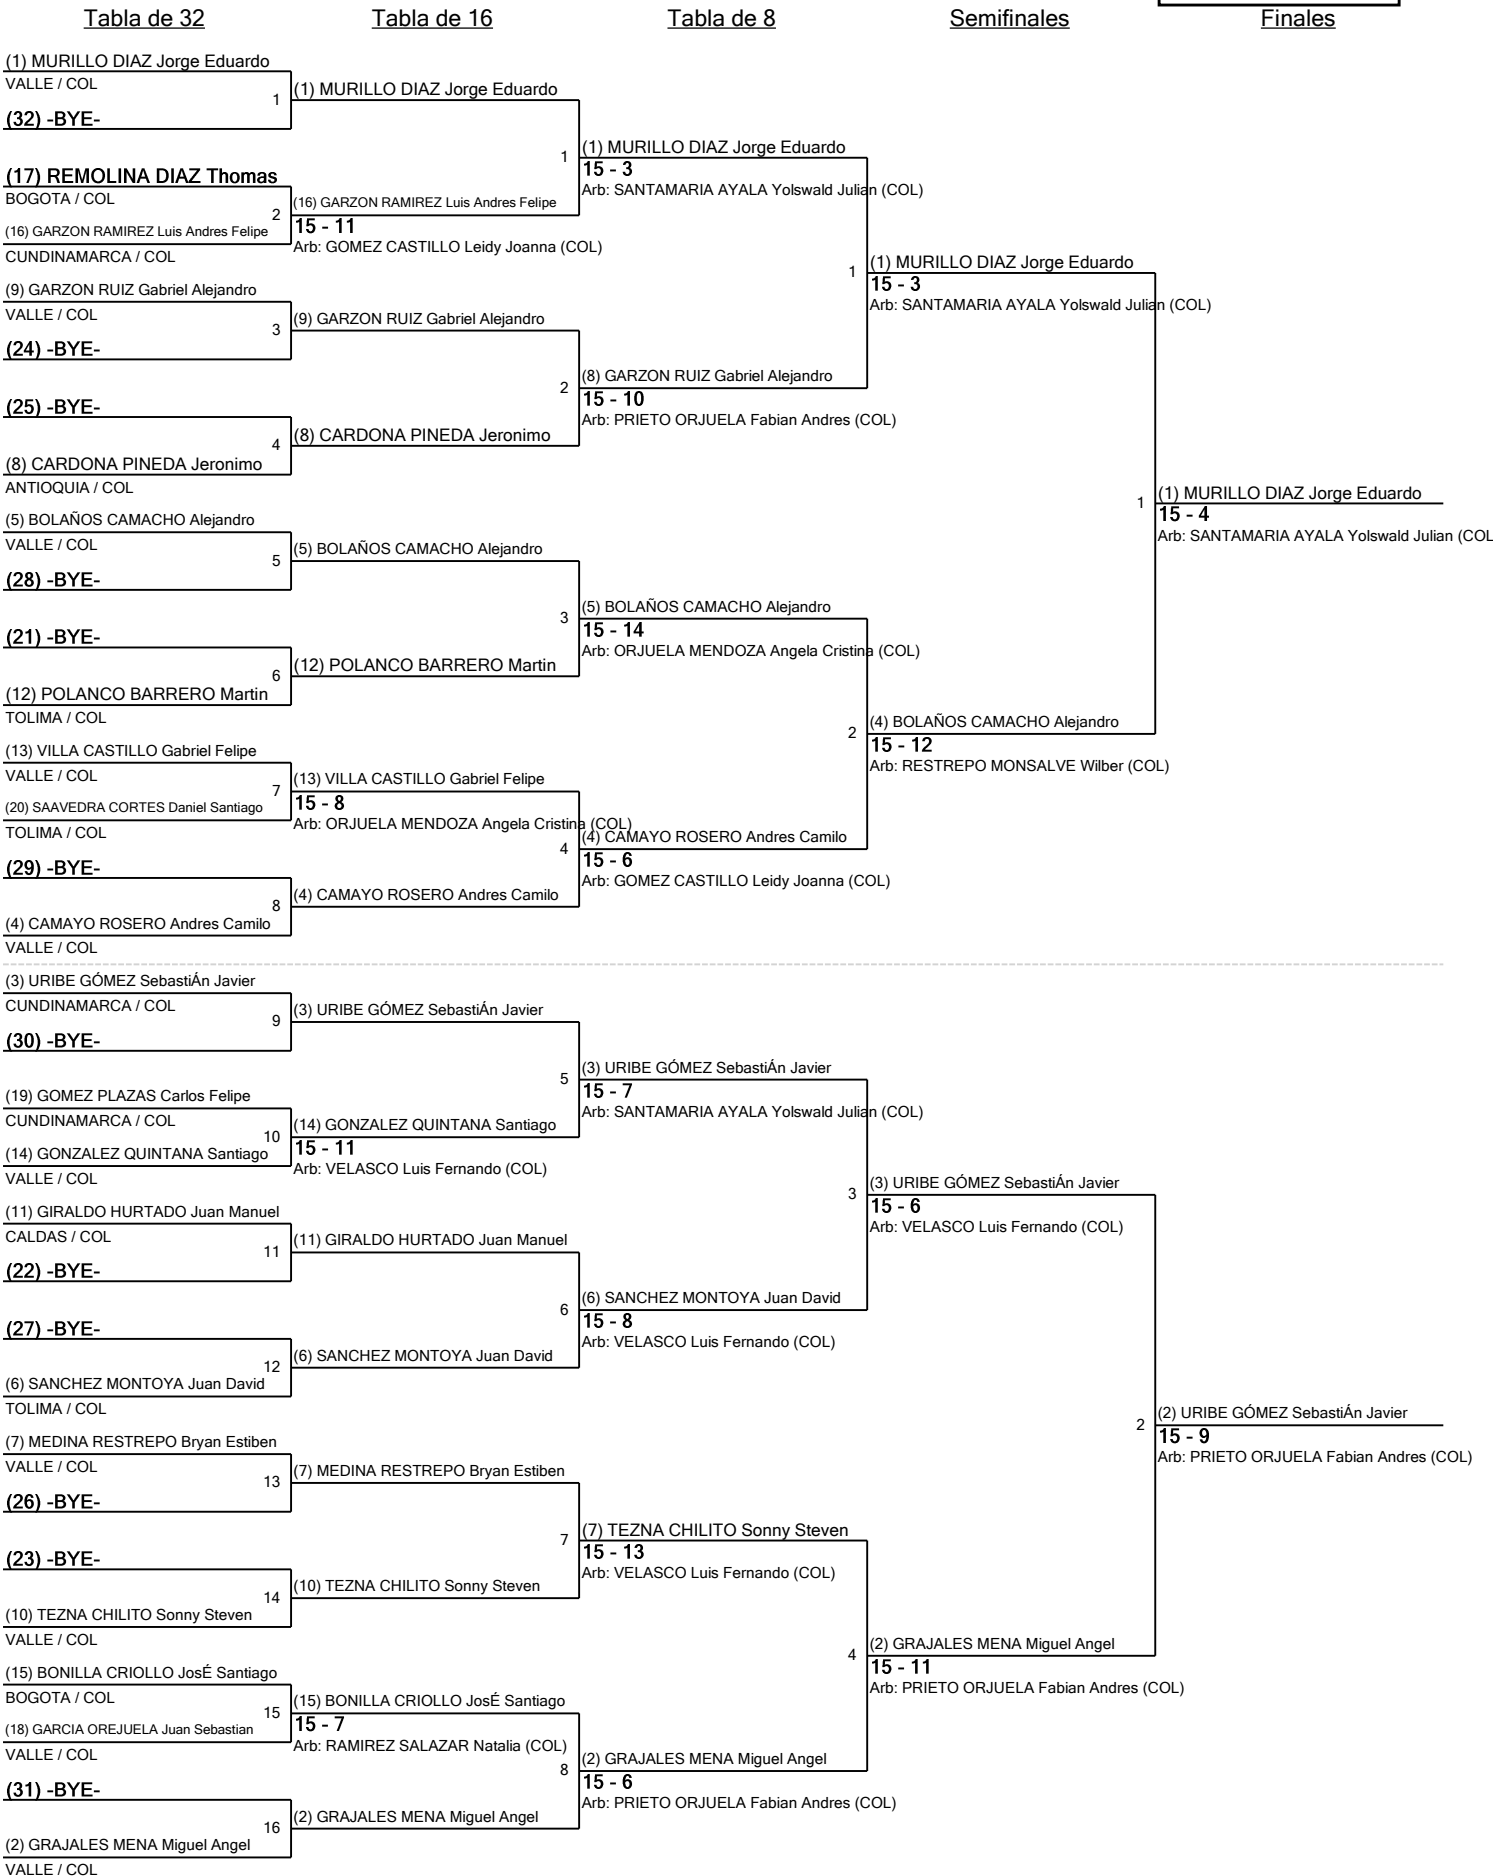 Tabla de 32
Tabla de 16
Tabla de 8
Semifinales
Finales
(1) MURILLO DIAZ Jorge Eduardo
VALLE / COL
1
(32) -BYE-
(17) REMOLINA DIAZ Thomas
BOGOTA / COL
2
(16) GARZON RAMIREZ Luis Andres Felipe
CUNDINAMARCA / COL
(9) GARZON RUIZ Gabriel Alejandro
VALLE / COL
3
(24) -BYE-
(25) -BYE-
4
(8) CARDONA PINEDA Jeronimo
ANTIOQUIA / COL
(5) BOLAÑOS CAMACHO Alejandro
VALLE / COL
5
(28) -BYE-
(21) -BYE-
6
(12) POLANCO BARRERO Martin
TOLIMA / COL
(13) VILLA CASTILLO Gabriel Felipe
VALLE / COL
7
(20) SAAVEDRA CORTES Daniel Santiago
TOLIMA / COL
(29) -BYE-
8
(4) CAMAYO ROSERO Andres Camilo
VALLE / COL
(3) URIBE GÓMEZ SebastiÁn Javier
CUNDINAMARCA / COL
9
(30) -BYE-
(19) GOMEZ PLAZAS Carlos Felipe
CUNDINAMARCA / COL
10
(14) GONZALEZ QUINTANA Santiago
VALLE / COL
(11) GIRALDO HURTADO Juan Manuel
CALDAS / COL
11
(22) -BYE-
(27) -BYE-
12
(6) SANCHEZ MONTOYA Juan David
TOLIMA / COL
(7) MEDINA RESTREPO Bryan Estiben
VALLE / COL
13
(26) -BYE-
(23) -BYE-
14
(10) TEZNA CHILITO Sonny Steven
VALLE / COL
(15) BONILLA CRIOLLO JosÉ Santiago
BOGOTA / COL
15
(18) GARCIA OREJUELA Juan Sebastian
VALLE / COL
(31) -BYE-
16
(2) GRAJALES MENA Miguel Angel
VALLE / COL
(1) MURILLO DIAZ Jorge Eduardo
1
(16) GARZON RAMIREZ Luis Andres Felipe
15 - 11
Arb: GOMEZ CASTILLO Leidy Joanna (COL)
(9) GARZON RUIZ Gabriel Alejandro
2
(8) CARDONA PINEDA Jeronimo
(5) BOLAÑOS CAMACHO Alejandro
3
(12) POLANCO BARRERO Martin
(13) VILLA CASTILLO Gabriel Felipe
15 - 8
Arb: ORJUELA MENDOZA Angela Cristina (COL)
4
(4) CAMAYO ROSERO Andres Camilo
(3) URIBE GÓMEZ SebastiÁn Javier
5
(14) GONZALEZ QUINTANA Santiago
15 - 11
Arb: VELASCO Luis Fernando (COL)
(11) GIRALDO HURTADO Juan Manuel
6
(6) SANCHEZ MONTOYA Juan David
(7) MEDINA RESTREPO Bryan Estiben
7
(10) TEZNA CHILITO Sonny Steven
(15) BONILLA CRIOLLO JosÉ Santiago
15 - 7
Arb: RAMIREZ SALAZAR Natalia (COL)
8
(2) GRAJALES MENA Miguel Angel
(1) MURILLO DIAZ Jorge Eduardo
15 - 3
Arb: SANTAMARIA AYALA Yolswald Julian (COL)
1
(8) GARZON RUIZ Gabriel Alejandro
15 - 10
Arb: PRIETO ORJUELA Fabian Andres (COL)
(5) BOLAÑOS CAMACHO Alejandro
15 - 14
Arb: ORJUELA MENDOZA Angela Cristina (COL)
2
(4) CAMAYO ROSERO Andres Camilo
15 - 6
Arb: GOMEZ CASTILLO Leidy Joanna (COL)
(3) URIBE GÓMEZ SebastiÁn Javier
15 - 7
Arb: SANTAMARIA AYALA Yolswald Julian (COL)
3
(6) SANCHEZ MONTOYA Juan David
15 - 8
Arb: VELASCO Luis Fernando (COL)
(7) TEZNA CHILITO Sonny Steven
15 - 13
Arb: VELASCO Luis Fernando (COL)
4
(2) GRAJALES MENA Miguel Angel
15 - 6
Arb: PRIETO ORJUELA Fabian Andres (COL)
(1) MURILLO DIAZ Jorge Eduardo
15 - 3
Arb: SANTAMARIA AYALA Yolswald Julian (COL)
1
(4) BOLAÑOS CAMACHO Alejandro
15 - 12
Arb: RESTREPO MONSALVE Wilber (COL)
(3) URIBE GÓMEZ SebastiÁn Javier
15 - 6
Arb: VELASCO Luis Fernando (COL)
2
(2) GRAJALES MENA Miguel Angel
15 - 11
Arb: PRIETO ORJUELA Fabian Andres (COL)
(1) MURILLO DIAZ Jorge Eduardo
15 - 4
Arb: SANTAMARIA AYALA Yolswald Julian (COL
(2) URIBE GÓMEZ SebastiÁn Javier
15 - 9
Arb: PRIETO ORJUELA Fabian Andres (COL)